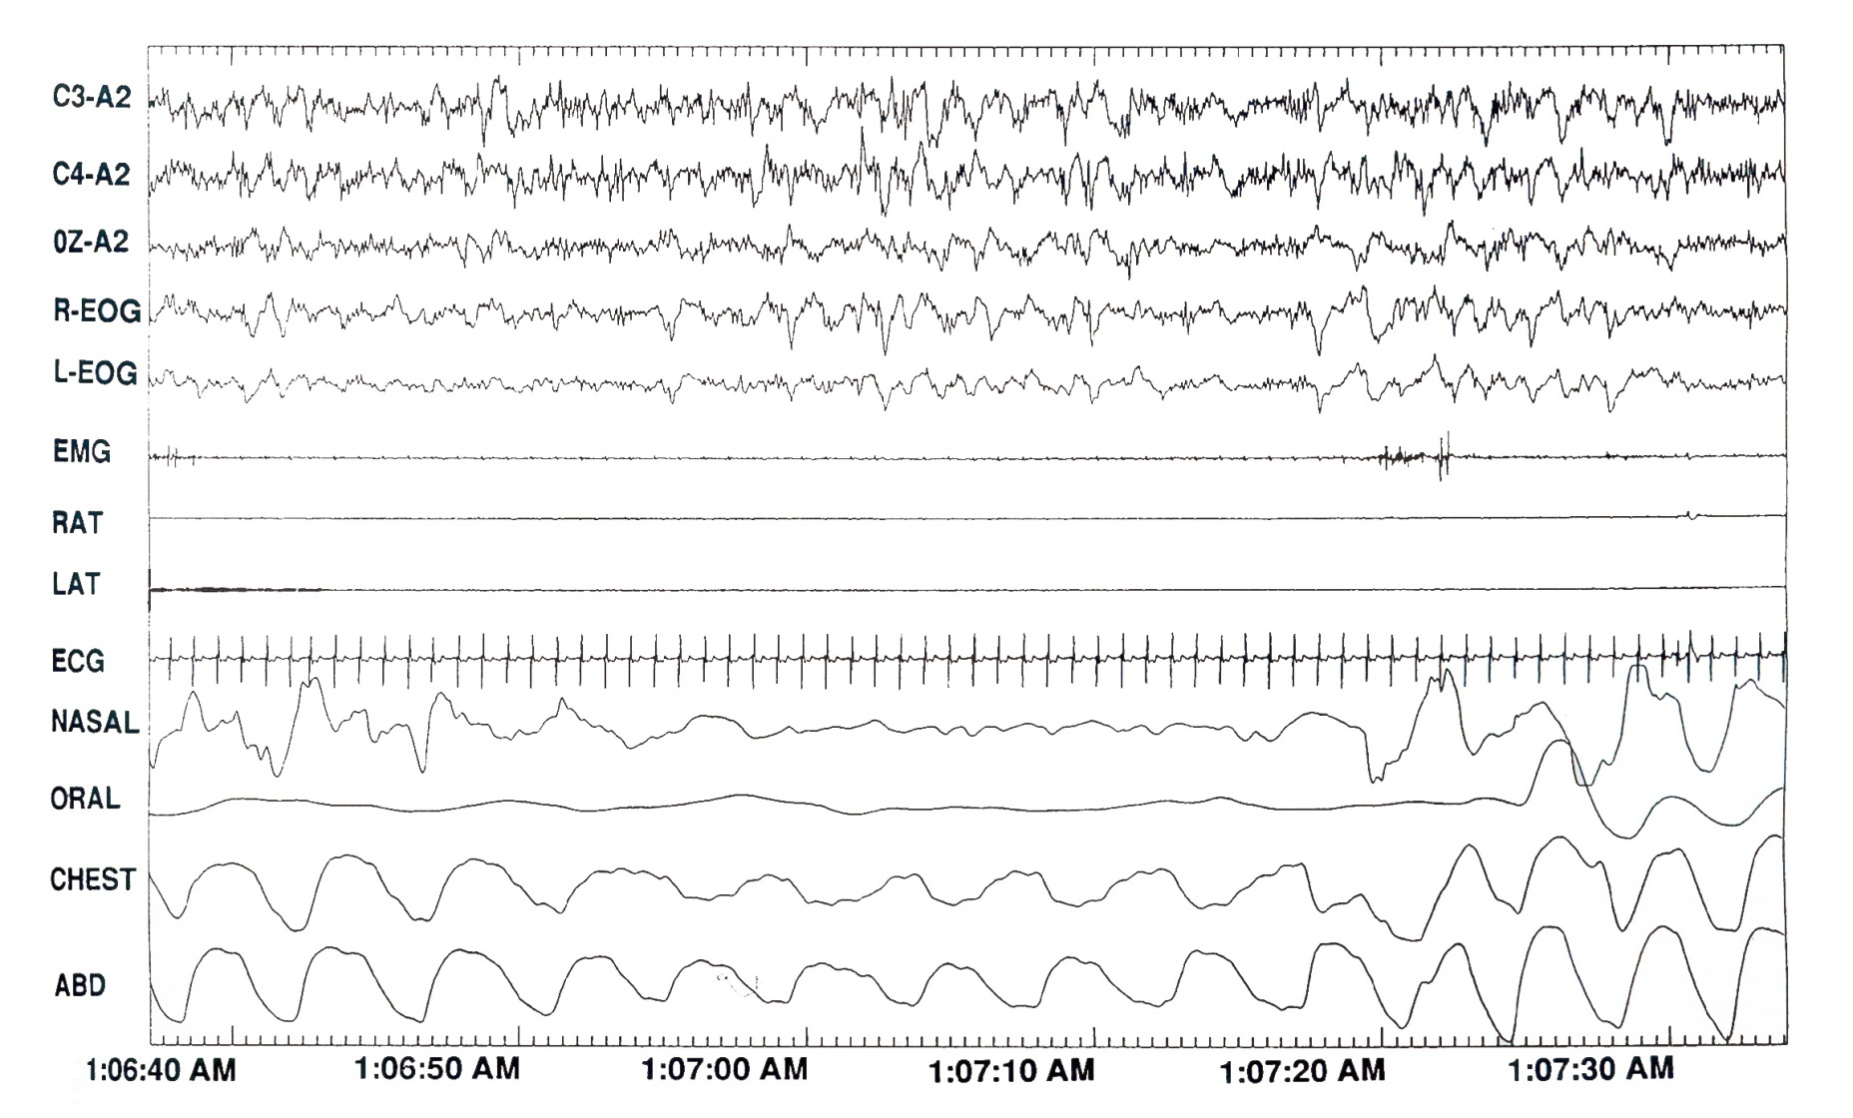 C3-A2
C4-A2
0Z-A2
R-EOG
L-EOG
EMG
RAT
LAT
ECG
NASAL
ORAL
CHEST
ABD
1:06:40 AM 1:06:50 AM 1:07:00 AM 1:07:10 AM 1:07:20 AM 1:07:30 AM